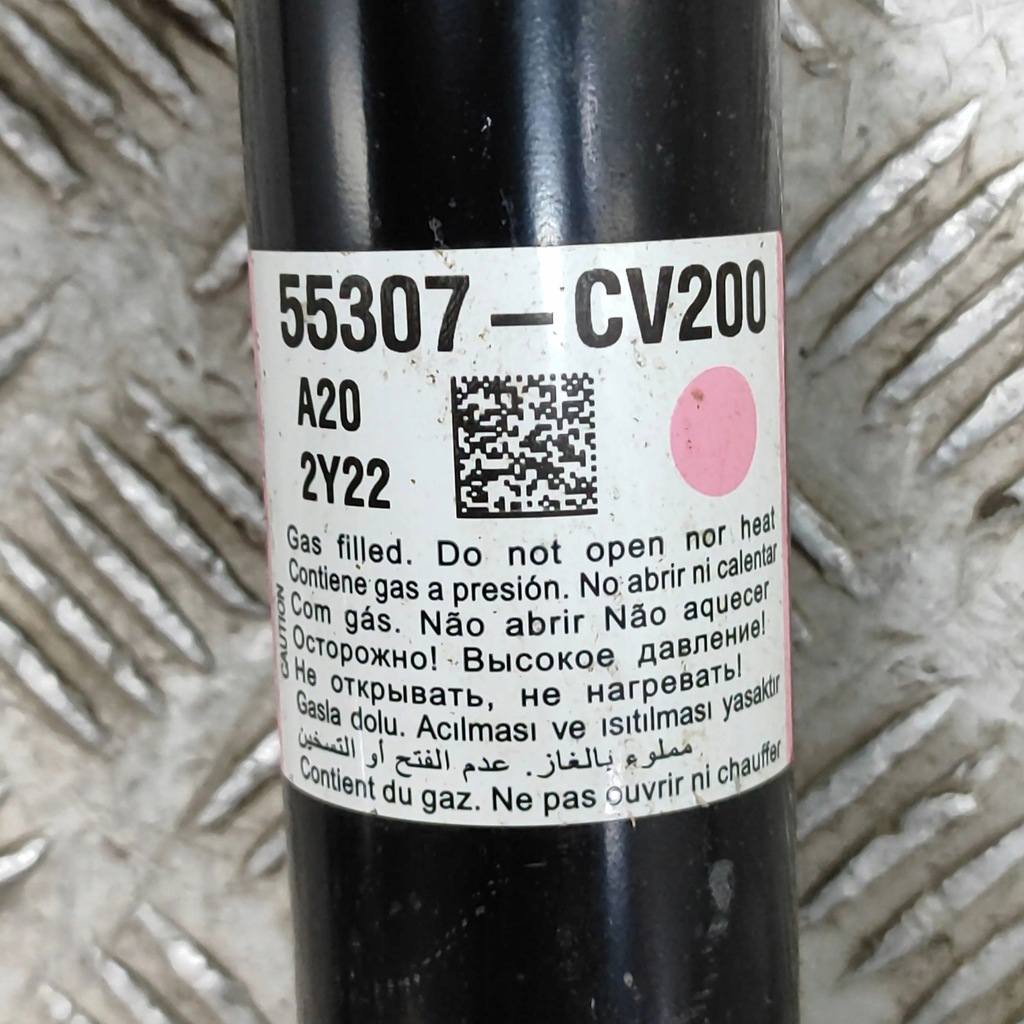 55307-CV200
A20
2Y22
CAUTION
Gas filled. Do not open nor heat
Contiene gas a presión. No abrir ni calentar
Com gás. Não abrir Não aquecer
Осторожно! Высокое давление!
Не открывать, не нагревать!
Gasla dolu. Acılması ve ısıtılması yasaktır
مملوء بالغاز. عدم الفتح أو التسخين
Contient du gaz. Ne pas ouvrir ni chauffer